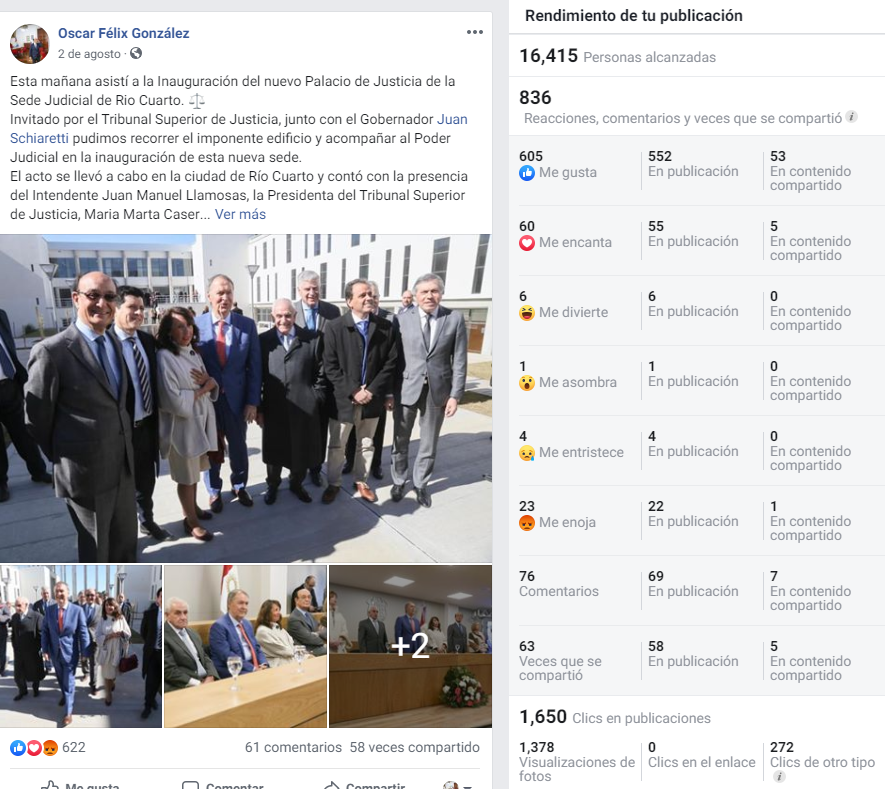 Oscar Félix González
2 de agosto ·
Esta mañana asistí a la Inauguración del nuevo Palacio de Justicia de la
Sede Judicial de Rio Cuarto.
Invitado por el Tribunal Superior de Justicia, junto con el Gobernador Juan
Schiaretti pudimos recorrer el imponente edificio y acompañar al Poder
Judicial en la inauguración de esta nueva sede.
El acto se llevó a cabo en la ciudad de Río Cuarto y contó con la presencia
del Intendente Juan Manuel Llamosas, la Presidenta del Tribunal Superior
de Justicia, Maria Marta Caser... Ver más
+2
622
61 comentarios 58 veces compartido
Me gusta Comentar Compartir
Rendimiento de tu publicación
16,415 Personas alcanzadas
836
Reacciones, comentarios y veces que se compartió
605 552 53
Me gusta En publicación En contenido
compartido
60 55 5
Me encanta En publicación En contenido
compartido
6 6 0
Me divierte En publicación En contenido
compartido
1 1 0
Me asombra En publicación En contenido
compartido
4 4 0
Me entristece En publicación En contenido
compartido
23 22 1
Me enoja En publicación En contenido
compartido
76 69 7
Comentarios En publicación En contenido
compartido
63 58 5
Veces que se En publicación En contenido
compartió compartido
1,650 Clics en publicaciones
1,378 0 272
Visualizaciones de Clics en el enlace Clics de otro tipo
fotos